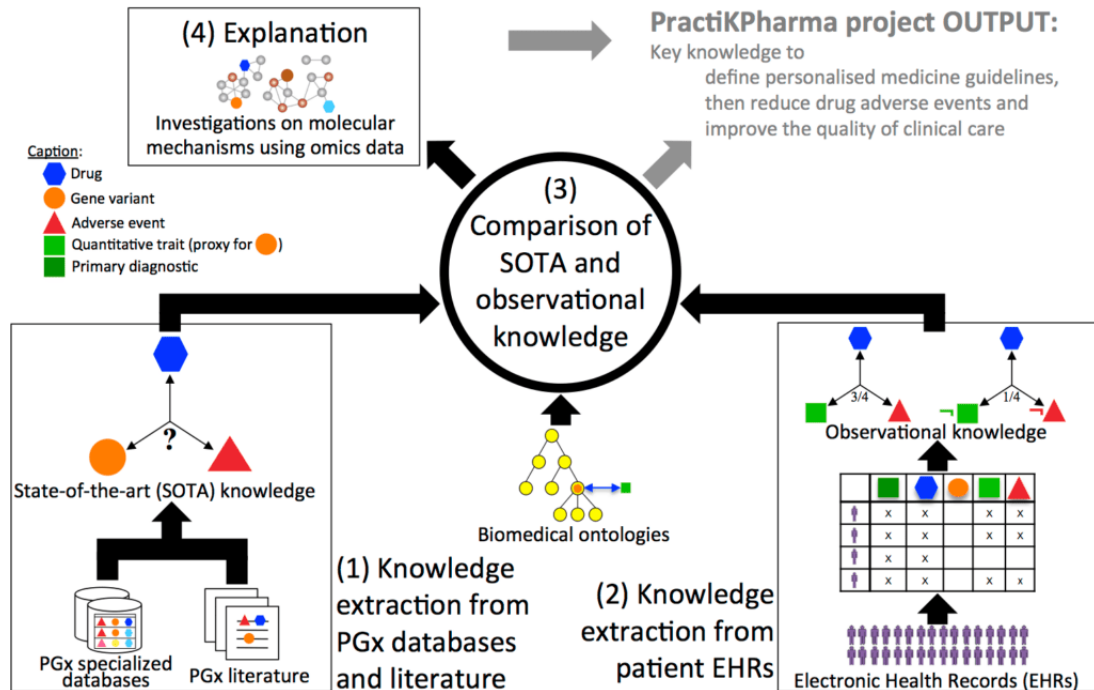 (4) Explanation
Investigations on molecular
mechanisms using omics data
PractiKPharma project OUTPUT:
Key knowledge to
define personalised medicine guidelines,
then reduce drug adverse events and
improve the quality of clinical care
Caption:
Drug
Gene variant
Adverse event
Quantitative trait (proxy for )
Primary diagnostic
(3)
Comparison of
SOTA and
observational
knowledge
?
State-of-the-art (SOTA) knowledge
PGx specialized
databases
PGx literature
(1) Knowledge
extraction from
PGx databases
and literature
Biomedical ontologies
3/4
¬
1/4
¬
Observational knowledge
x x x x
x x x x
x x
x x x x
(2) Knowledge
extraction from
patient EHRs
Electronic Health Records (EHRs)